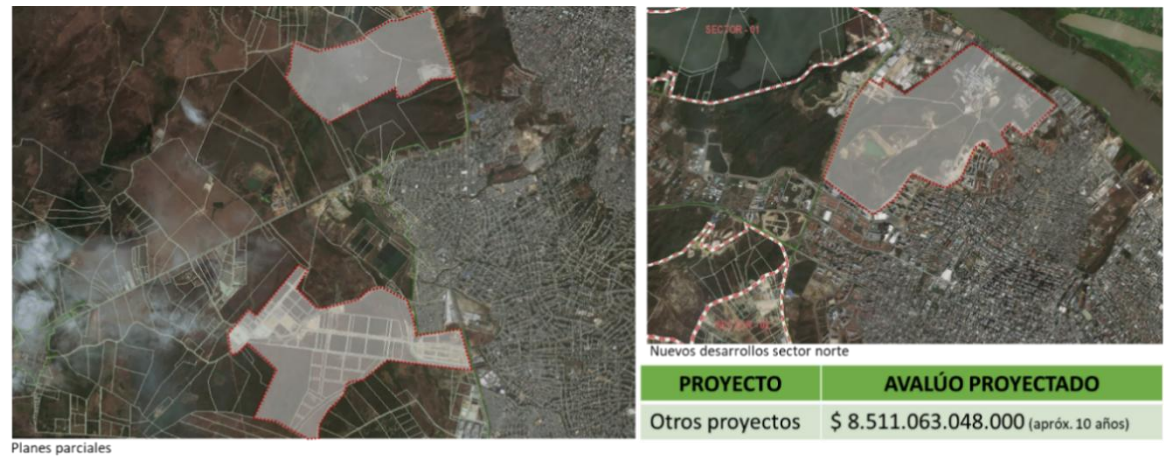 SECTOR - 01
Nuevos desarrollos sector norte
PROYECTO AVALÚO PROYECTADO
Otros proyectos $ 8.511.063.048.000 (apróx. 10 años)
Planes parciales